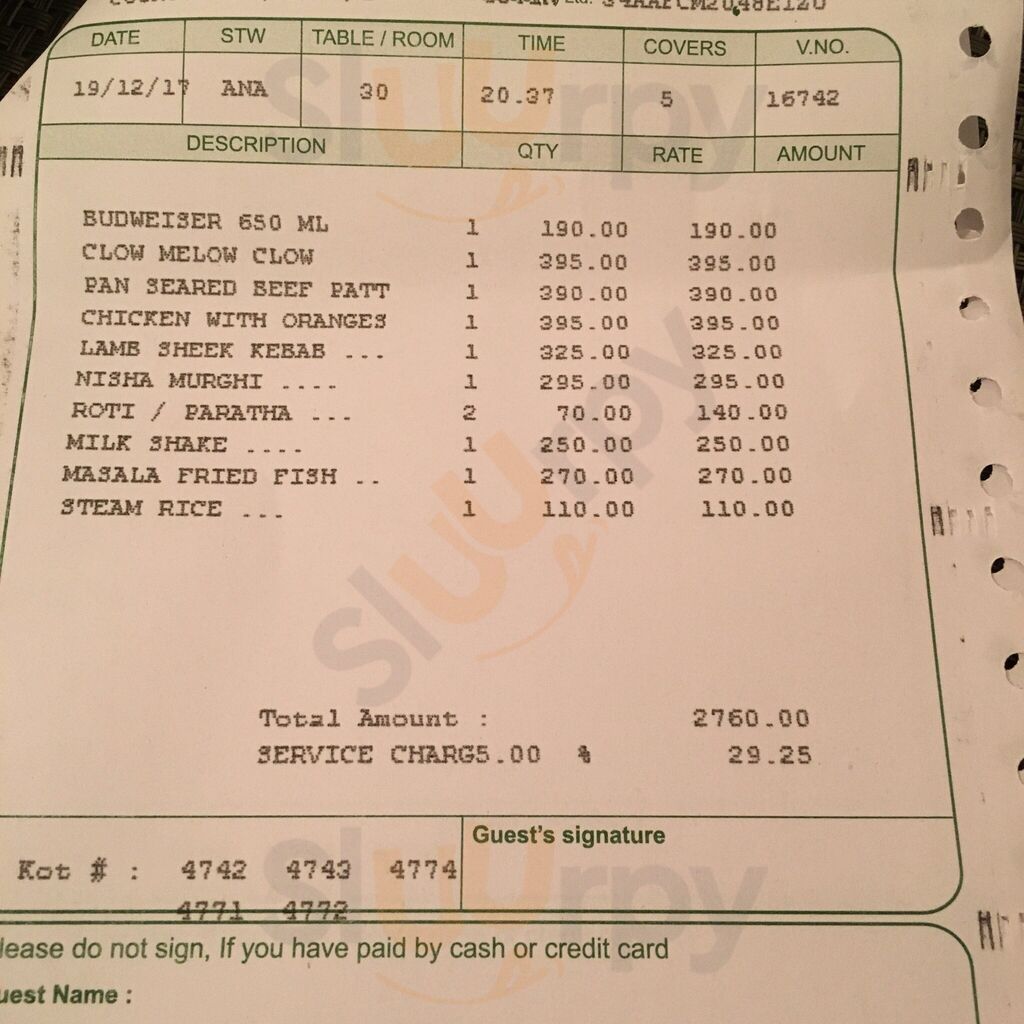 DATE STW TABLE / ROOM TIME COVERS V.NO.
19/12/17 ANA 30 20.37 5 16742
DESCRIPTION QTY RATE AMOUNT
BUDWEISER 650 ML 1 190.00 190.00
CLOW MELOW CLOW 1 395.00 395.00
PAN SEARED BEEF PATT 1 390.00 390.00
CHICKEN WITH ORANGES 1 395.00 395.00
LAMB SHEEK KEBAB ... 1 325.00 325.00
NISHA MURGHI .... 1 295.00 295.00
ROTI / PARATHA ... 2 70.00 140.00
MILK SHAKE .... 1 250.00 250.00
MASALA FRIED FISH .. 1 270.00 270.00
STEAM RICE ... 1 110.00 110.00
sluurpy
sluurpy
Total Amount : 2760.00
SERVICE CHARG5.00 % 29.25
Guest's signature
Kot # : 4742 4743 4774
4771 4772
sluurpy
lease do not sign, If you have paid by cash or credit card
uest Name :